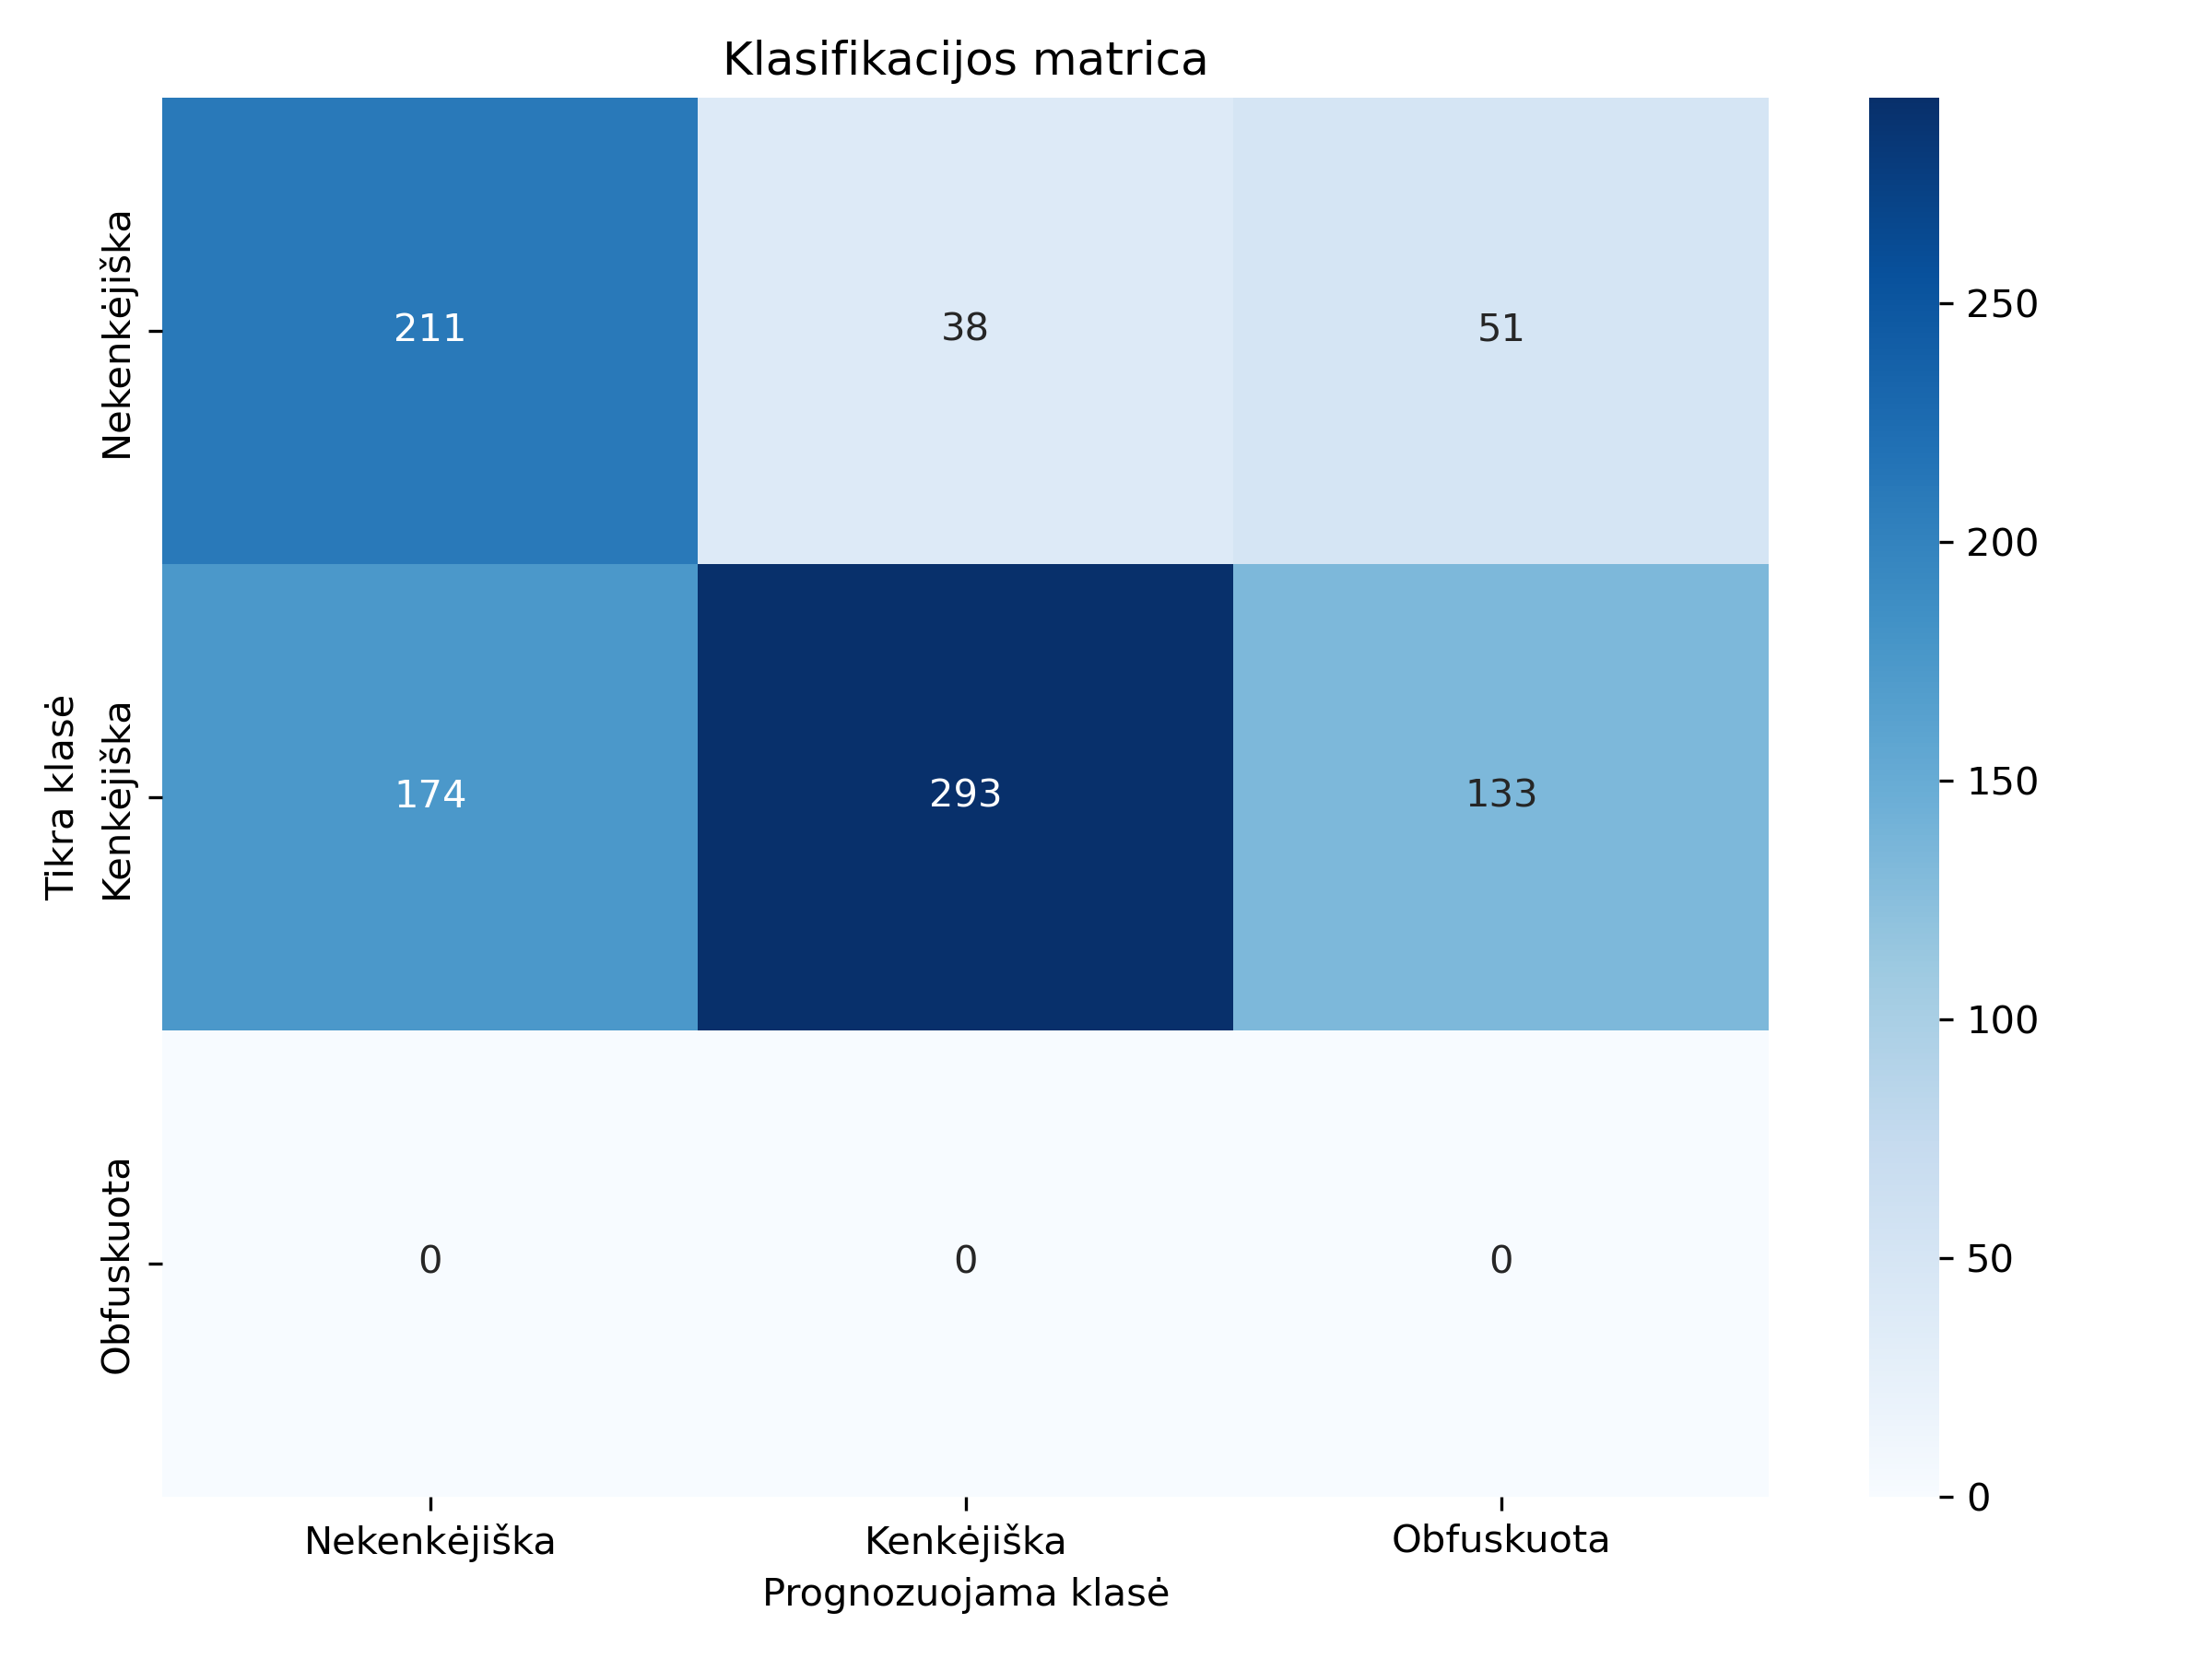 Klasifikacijos matrica
Tikra klasė
Nekenkėjiška
211 38 51
250
200
Kenkėjiška
174 293 133
150
100
Obfuskuota
0 0 0
50
0
Nekenkėjiška Kenkėjiška Obfuskuota
Prognozuojama klasė